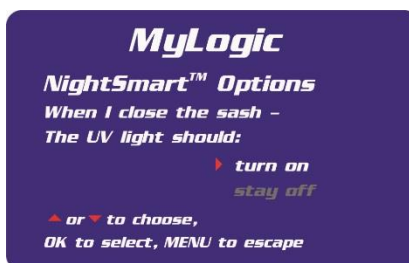 MyLogic
NightSmart™ Options
When I close the sash –
The UV light should:
turn on
stay off
or to choose,
OK to select, MENU to escape